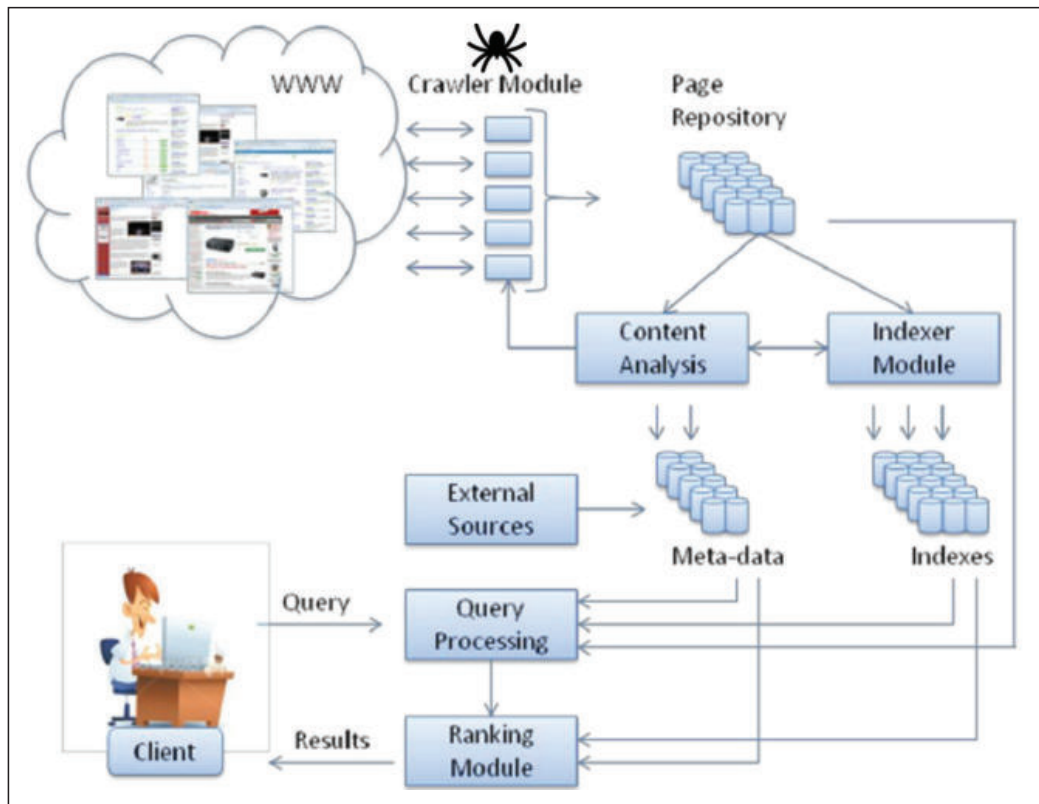 WWW
Crawler Module
Page
Repository
Content
Analysis
Indexer
Module
External
Sources
Meta-data
Indexes
Query
Query
Processing
Results
Ranking
Module
Client